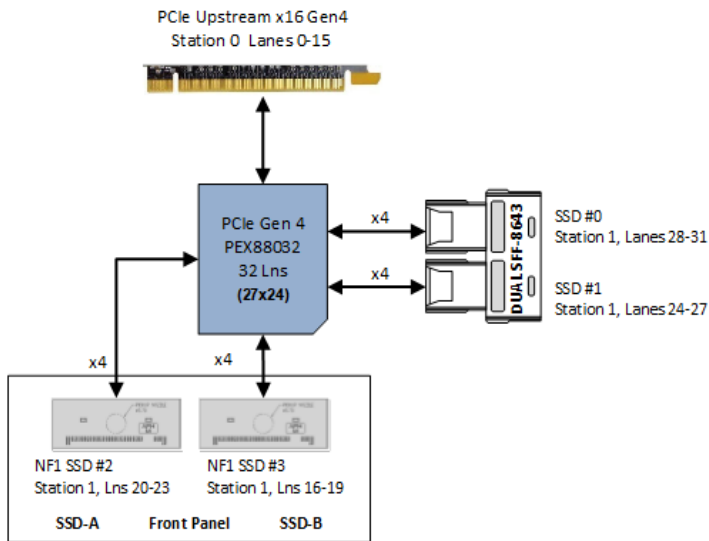 PCIe Upstream x16 Gen4
Station 0 Lanes 0-15
PCIe Gen 4
PEX88032
32 Lns
(27x24)
x4
x4
DUAL SFF-8643
SSD #0
Station 1, Lanes 28-31
SSD #1
Station 1, Lanes 24-27
x4
x4
NF1 SSD #2
Station 1, Lns 20-23
NF1 SSD #3
Station 1, Lns 16-19
SSD-A Front Panel SSD-B